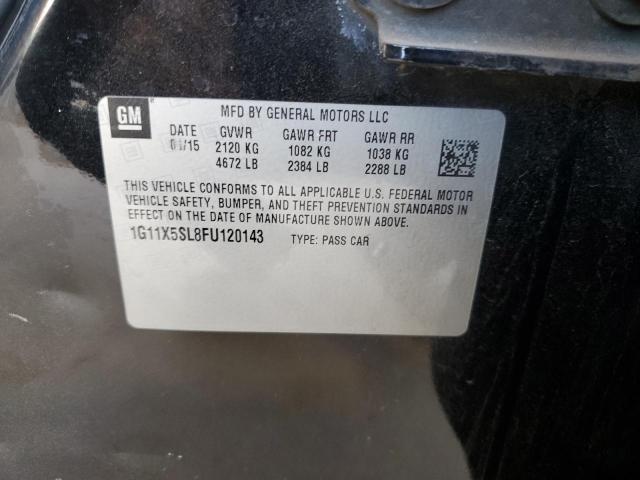 GM
MFD BY GENERAL MOTORS LLC
DATE GVWR GAWR FRT GAWR RR
01/15 2120 KG 1082 KG 1038 KG
4672 LB 2384 LB 2288 LB
THIS VEHICLE CONFORMS TO ALL APPLICABLE U.S. FEDERAL MOTOR
VEHICLE SAFETY, BUMPER, AND THEFT PREVENTION STANDARDS IN
EFFECT ON THE DATE OF MANUFACTURE SHOWN ABOVE.
1G11X5SL8FU120143 TYPE: PASS CAR